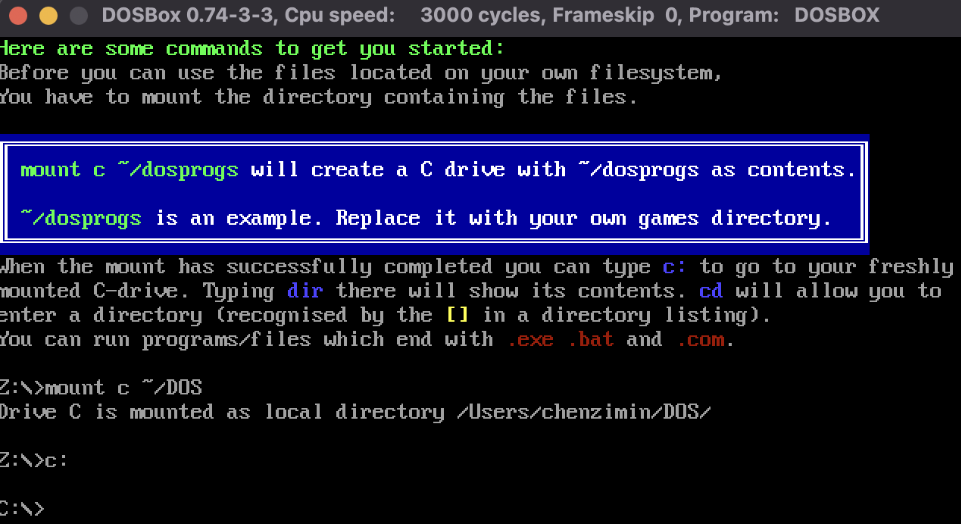 DOSBox 0.74-3-3, Cpu speed: 3000 cycles, Frameskip 0, Program: DOSBOX
Here are some commands to get you started:
Before you can use the files located on your own filesystem,
You have to mount the directory containing the files.
mount c ~/dosprogs will create a C drive with ~/dosprogs as contents.
~/dosprogs is an example. Replace it with your own games directory.
When the mount has successfully completed you can type c: to go to your freshly
mounted C-drive. Typing dir there will show its contents. cd will allow you to
enter a directory (recognised by the [] in a directory listing).
You can run programs/files which end with .exe .bat and .com.
Z:\>mount c ~/DOS
Drive C is mounted as local directory /Users/chenzimin/DOS/
Z:\>c:
C:\>